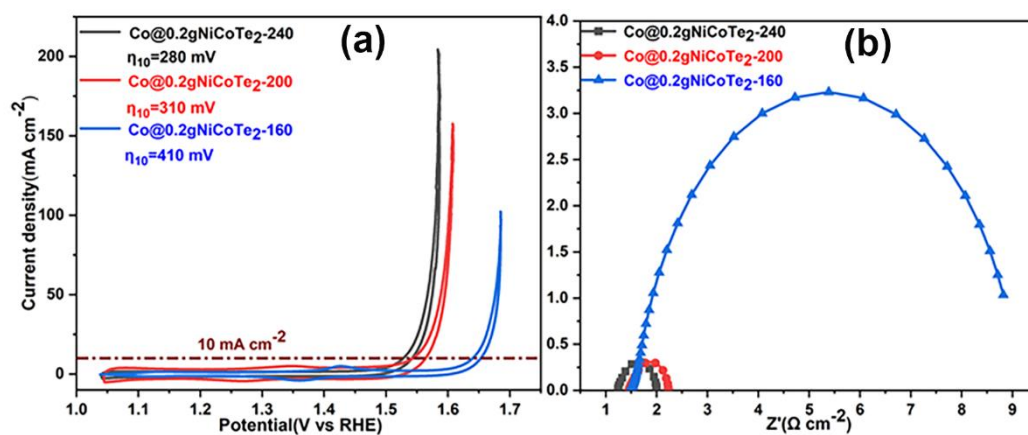 (a)
Co@0.2gNiCoTe2-240
η10=280 mV
Co@0.2gNiCoTe2-200
η10=310 mV
Co@0.2gNiCoTe2-160
η10=410 mV
10 mA cm-2
Current density(mA cm-2)
200
150
100
50
0
1.0 1.1 1.2 1.3 1.4 1.5 1.6 1.7
Potential(V vs RHE)
(b)
Co@0.2gNiCoTe2-240
Co@0.2gNiCoTe2-200
Co@0.2gNiCoTe2-160
4.0
3.5
3.0
2.5
2.0
1.5
1.0
0.5
0.0
1 2 3 4 5 6 7 8 9
Z'(Ω cm-2)